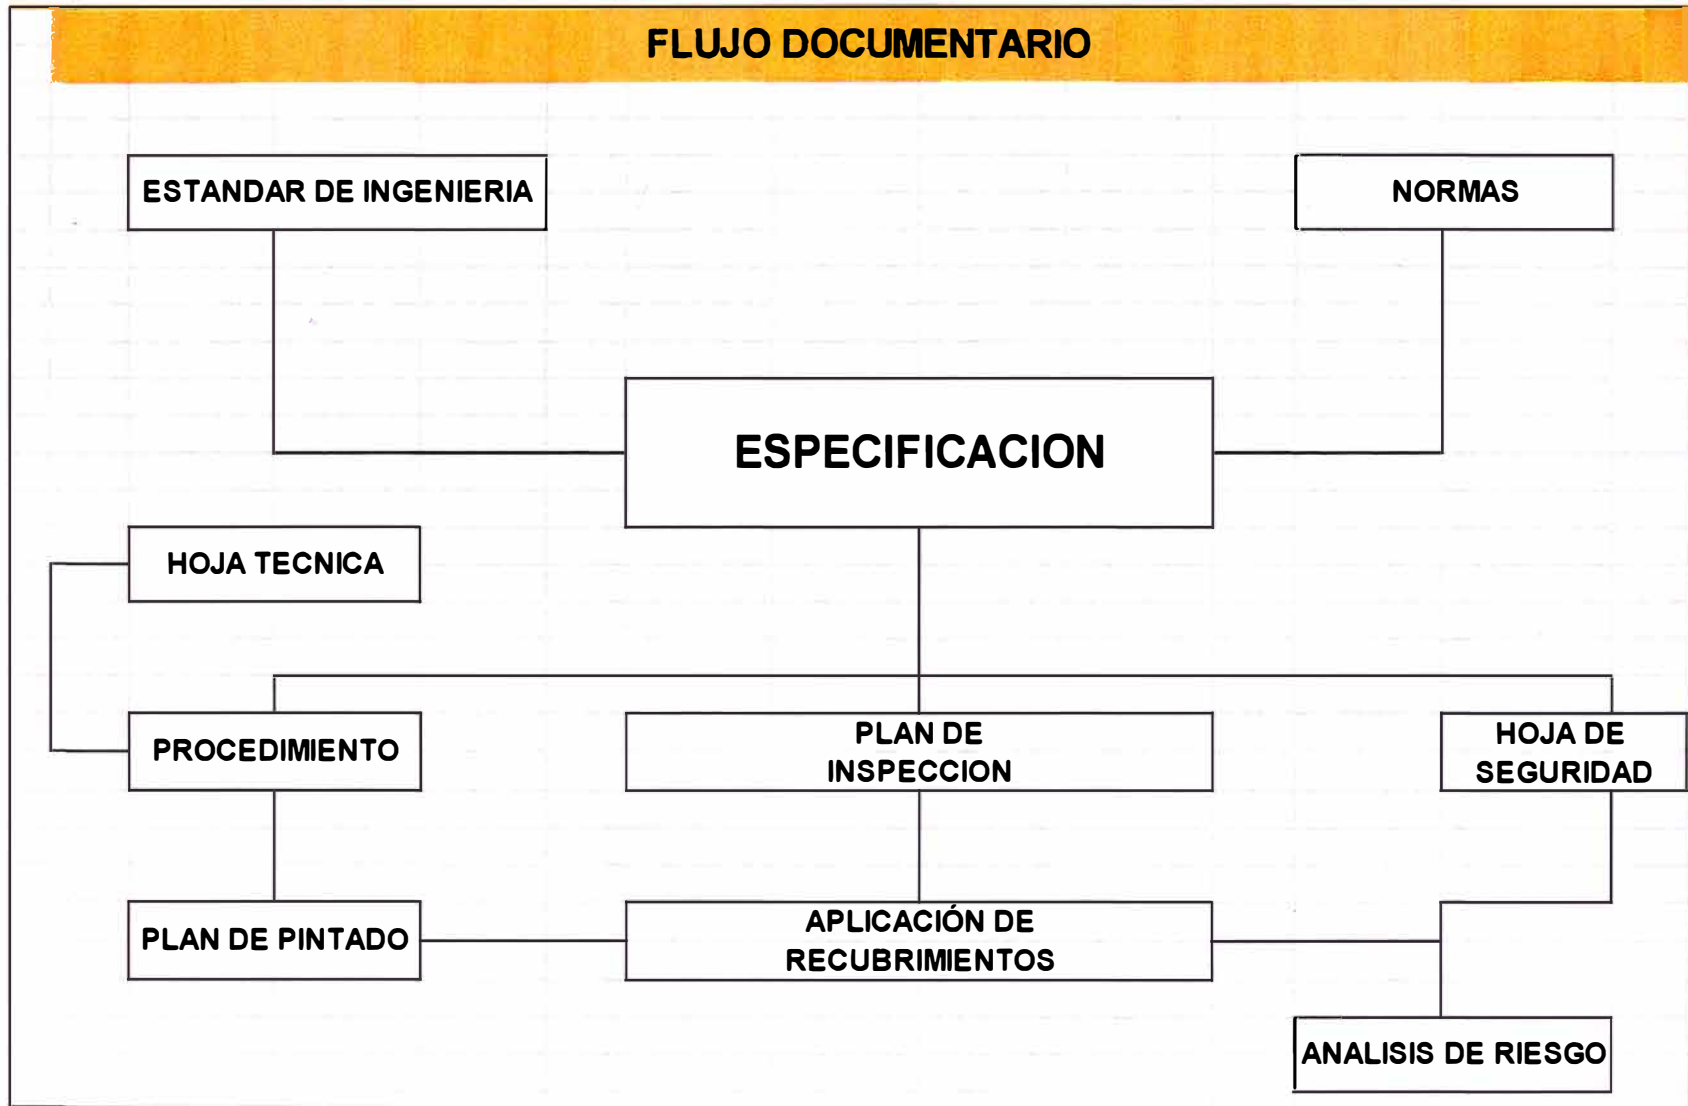 FLUJO DOCUMENTARIO
ESTANDAR DE INGENIERIA
NORMAS
ESPECIFICACION
HOJA TECNICA
PROCEDIMIENTO
PLAN DE
INSPECCION
HOJA DE
SEGURIDAD
PLAN DE PINTADO
APLICACIÓN DE
RECUBRIMIENTOS
ANALISIS DE RIESGO